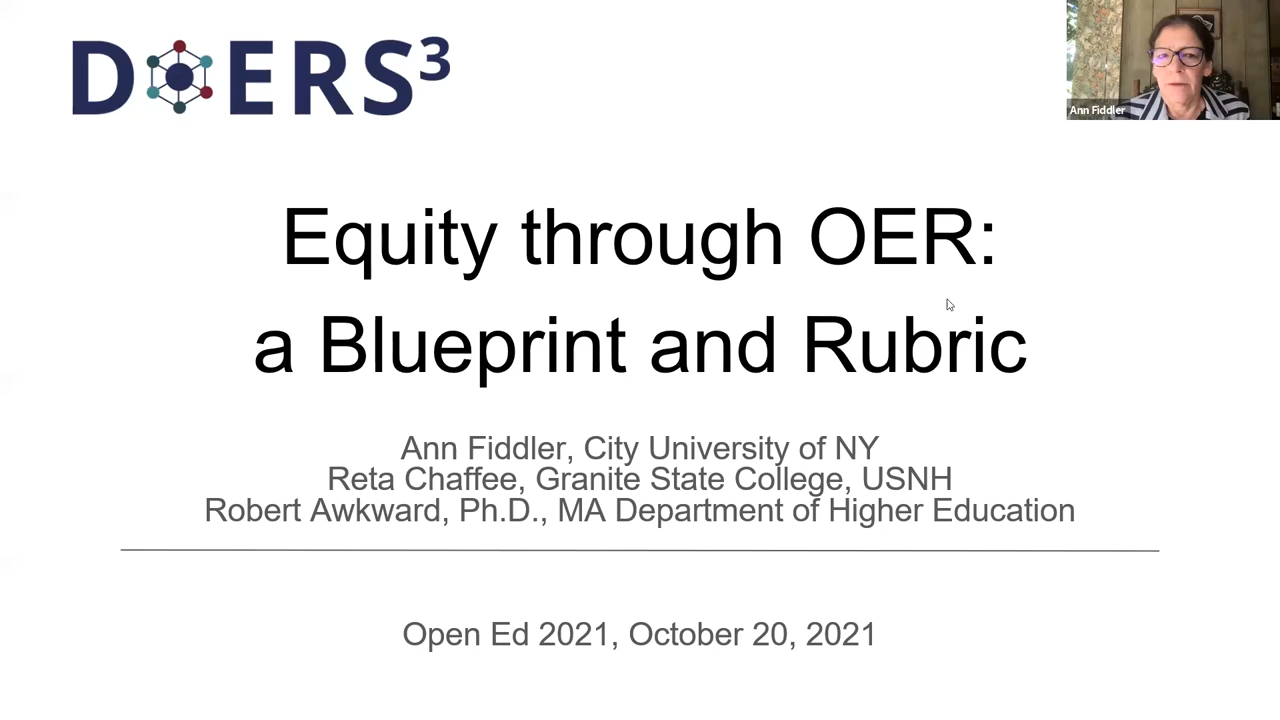 DOERS³
Ann Fiddler
Equity through OER:
a Blueprint and Rubric
Ann Fiddler, City University of NY
Reta Chaffee, Granite State College, USNH
Robert Awkward, Ph.D., MA Department of Higher Education
Open Ed 2021, October 20, 2021